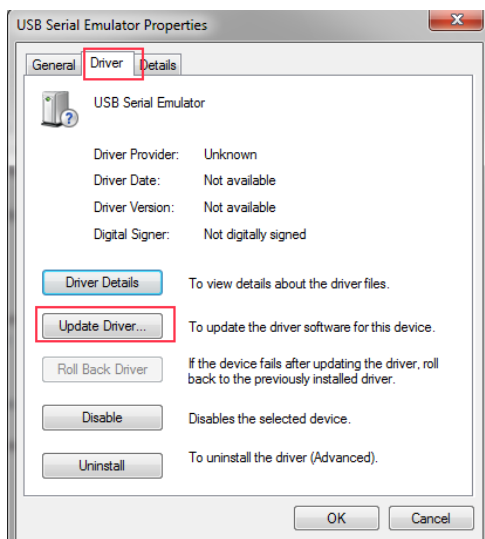 USB Serial Emulator Properties
General Driver Details
USB Serial Emulator
Driver Provider: Unknown
Driver Date: Not available
Driver Version: Not available
Digital Signer: Not digitally signed
Driver Details To view details about the driver files.
Update Driver... To update the driver software for this device.
Roll Back Driver If the device fails after updating the driver, roll
back to the previously installed driver.
Disable Disables the selected device.
Uninstall To uninstall the driver (Advanced).
OK Cancel